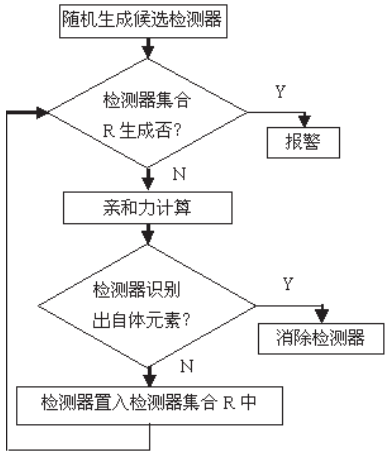 随机生成候选检测器
检测器集合
R 生成否?
Y
报警
N
亲和力计算
检测器识别
出自体元素?
Y
消除检测器
N
检测器置入检测器集合 R 中